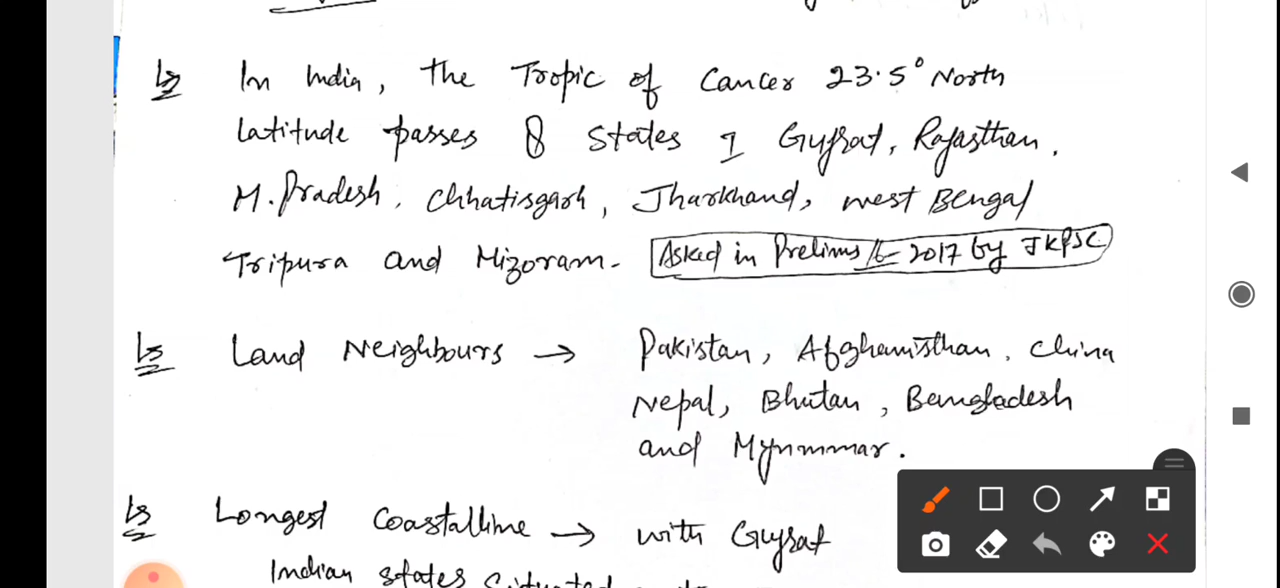 In India, the Tropic of Cancer 23.5° North
Latitude passes 8 States I Gujrat, Rajasthan,
M. Pradesh, Chhatisgarh, Jharkhand, west Bengal
Tripura and Mizoram. Asked in Prelims 2017 by JKPSC
Land Neighbours → Pakistan, Afghanisthan, China
Nepal, Bhutan, Bangladesh
and Mynmmar.
Longest Coastalline → with Gujrat
Indian states situated